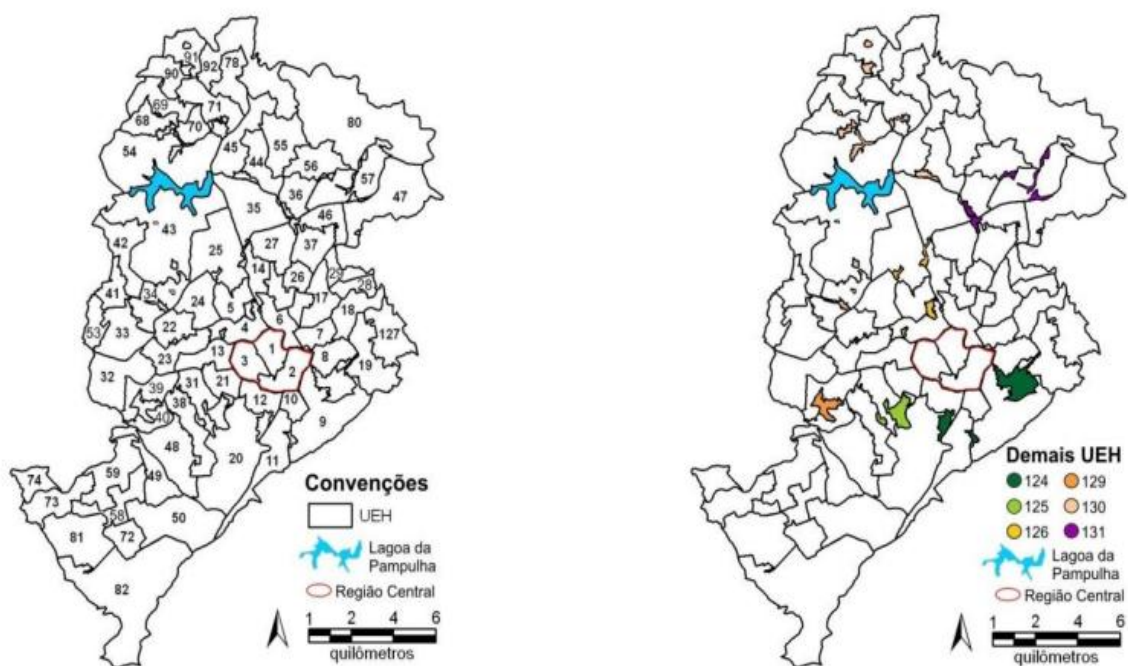 91
90 92 78
69 71
68 70
80
54 45 55
44 56
57
36 47
35 46
43
42 25 27 37
14 26 29
28
41 34 24 5 17
18
53 33 22 4 6 7 127
1
23 13 3 8
2 19
32 39 31 21
38 12 10
40
9
48
20 11
59
74 49
73
58 50
81 72
82
Convenções
UEH
Lagoa da
Pampulha
Região Central
1 2 4 6
quilômetros
Demais UEH
124 129
125 130
126 131
Lagoa da
Pampulha
Região Central
1 2 4 6
quilômetros